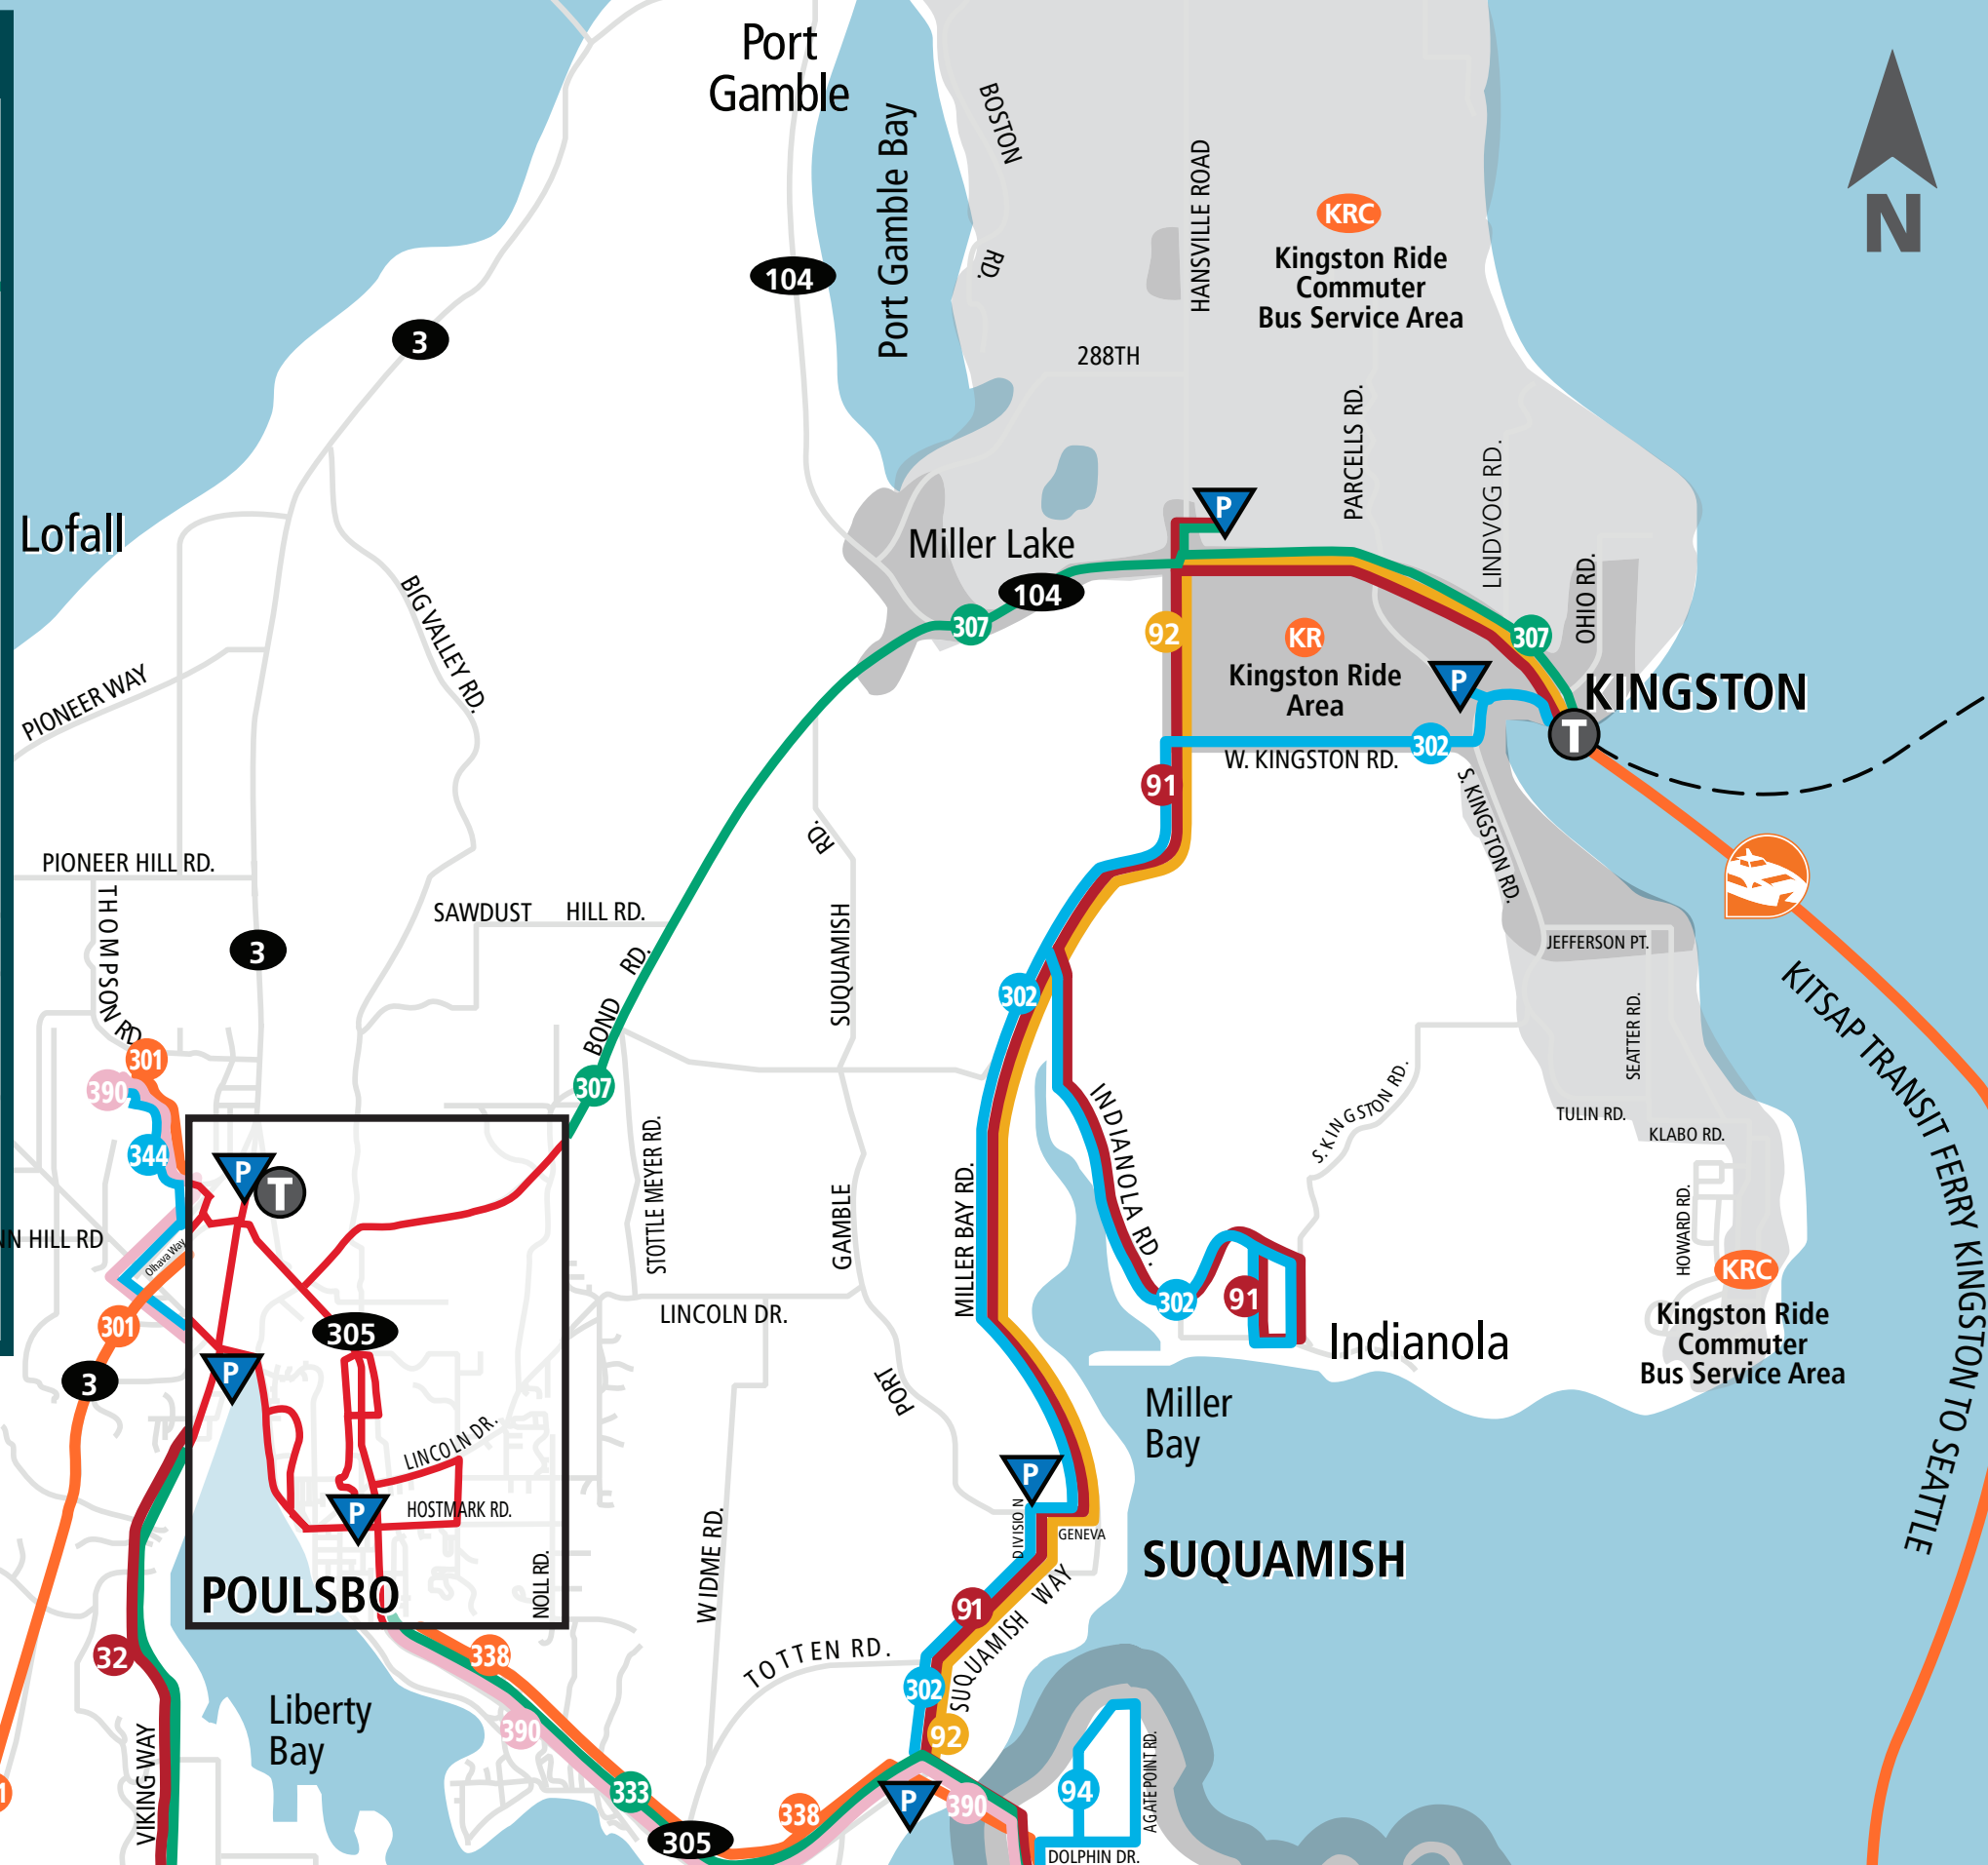 Port
Gamble
Port Gamble Bay
BOSTON
RD.
HANSVILLE ROAD
KRC
Kingston Ride
Commuter
Bus Service Area
N
104
3
288TH
PARCELLS RD.
LINDVOG RD.
OHIO RD.
P
Lofall
Miller Lake
104
BIG VALLEY RD.
307
92
KR
Kingston Ride
Area
307
P
KINGSTON
T
PIONEER WAY
302
W. KINGSTON RD.
91
S. KINGSTON RD.
RD.
PIONEER HILL RD.
THOMPSON RD
SAWDUST HILL RD.
3
BOND RD.
SUQUAMISH
302
JEFFERSON PT.
KITSAP TRANSIT FERRY KINGSTON TO SEATTLE
SEATTER RD.
301
390
307
344
INDIANOLA RD.
S. KINGSTON RD.
TULIN RD.
KLABO RD.
STOTTLE MEYER RD.
MILLER BAY RD.
GAMBLE
P
T
NN HILL RD
Olhava Way
HOWARD RD.
KRC
Kingston Ride
Commuter
Bus Service Area
302
91
Indianola
301
305
LINCOLN DR.
3
P
PORT
Miller
Bay
LINCOLN DR.
P
HOSTMARK RD.
P
DIVISION
GENEVA
SUQUAMISH
POULSBO
NOLL RD.
WIDME RD.
91
SUQUAMISH WAY
32
338
TOTTEN RD.
302
92
390
Liberty
Bay
VIKING WAY
333
338
P
390
94
AGATE POINT RD.
305
DOLPHIN DR.